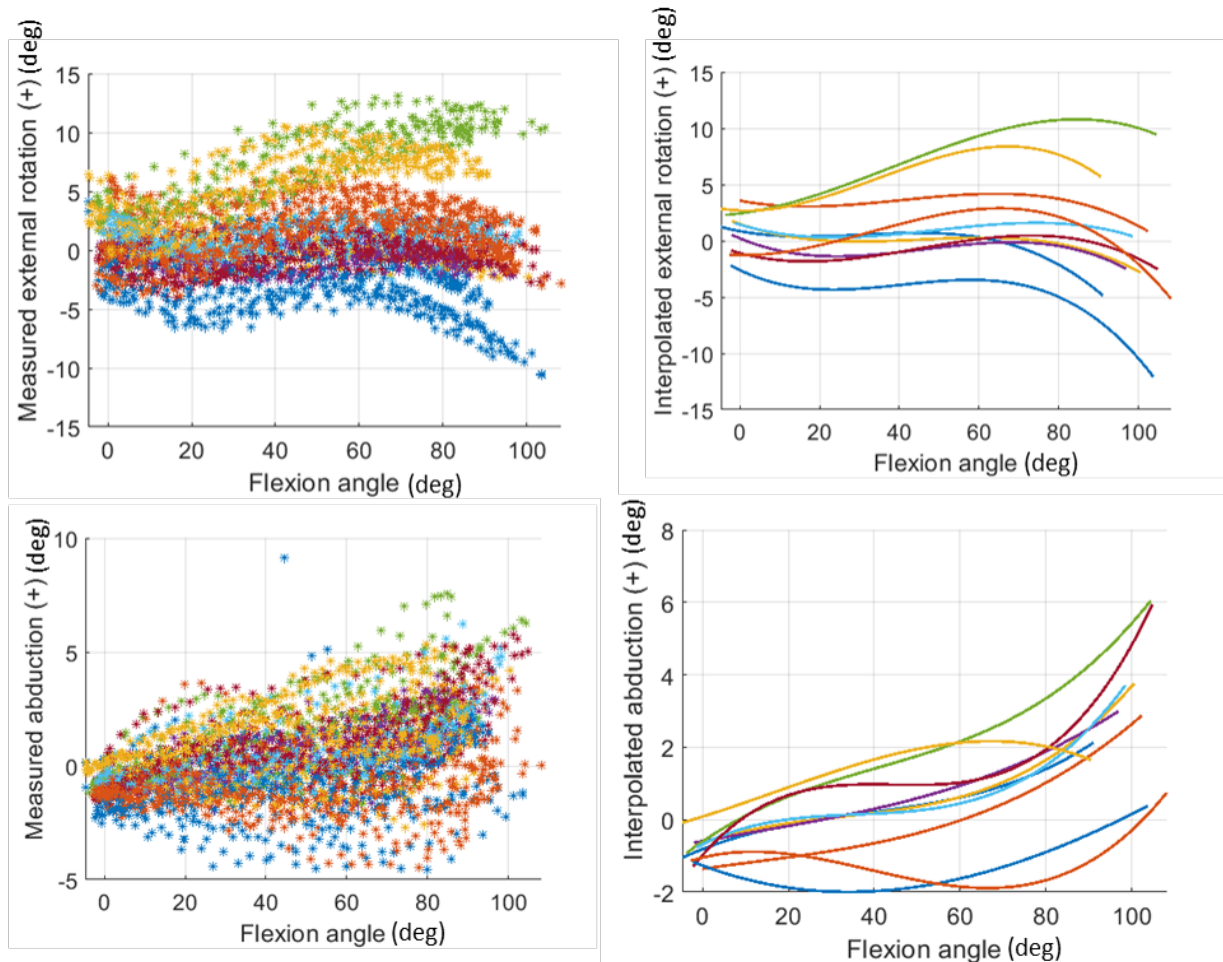 Measured external rotation (+) (deg)
15
10
5
0
-5
-10
-15
0 20 40 60 80 100
Flexion angle (deg)
Interpolated external rotation (+) (deg)
15
10
5
0
-5
-10
-15
0 20 40 60 80 100
Flexion angle (deg)
Measured abduction (+) (deg)
10
5
0
-5
0 20 40 60 80 100
Flexion angle (deg)
Interpolated abduction (+) (deg)
8
6
4
2
0
-2
0 20 40 60 80 100
Flexion angle (deg)